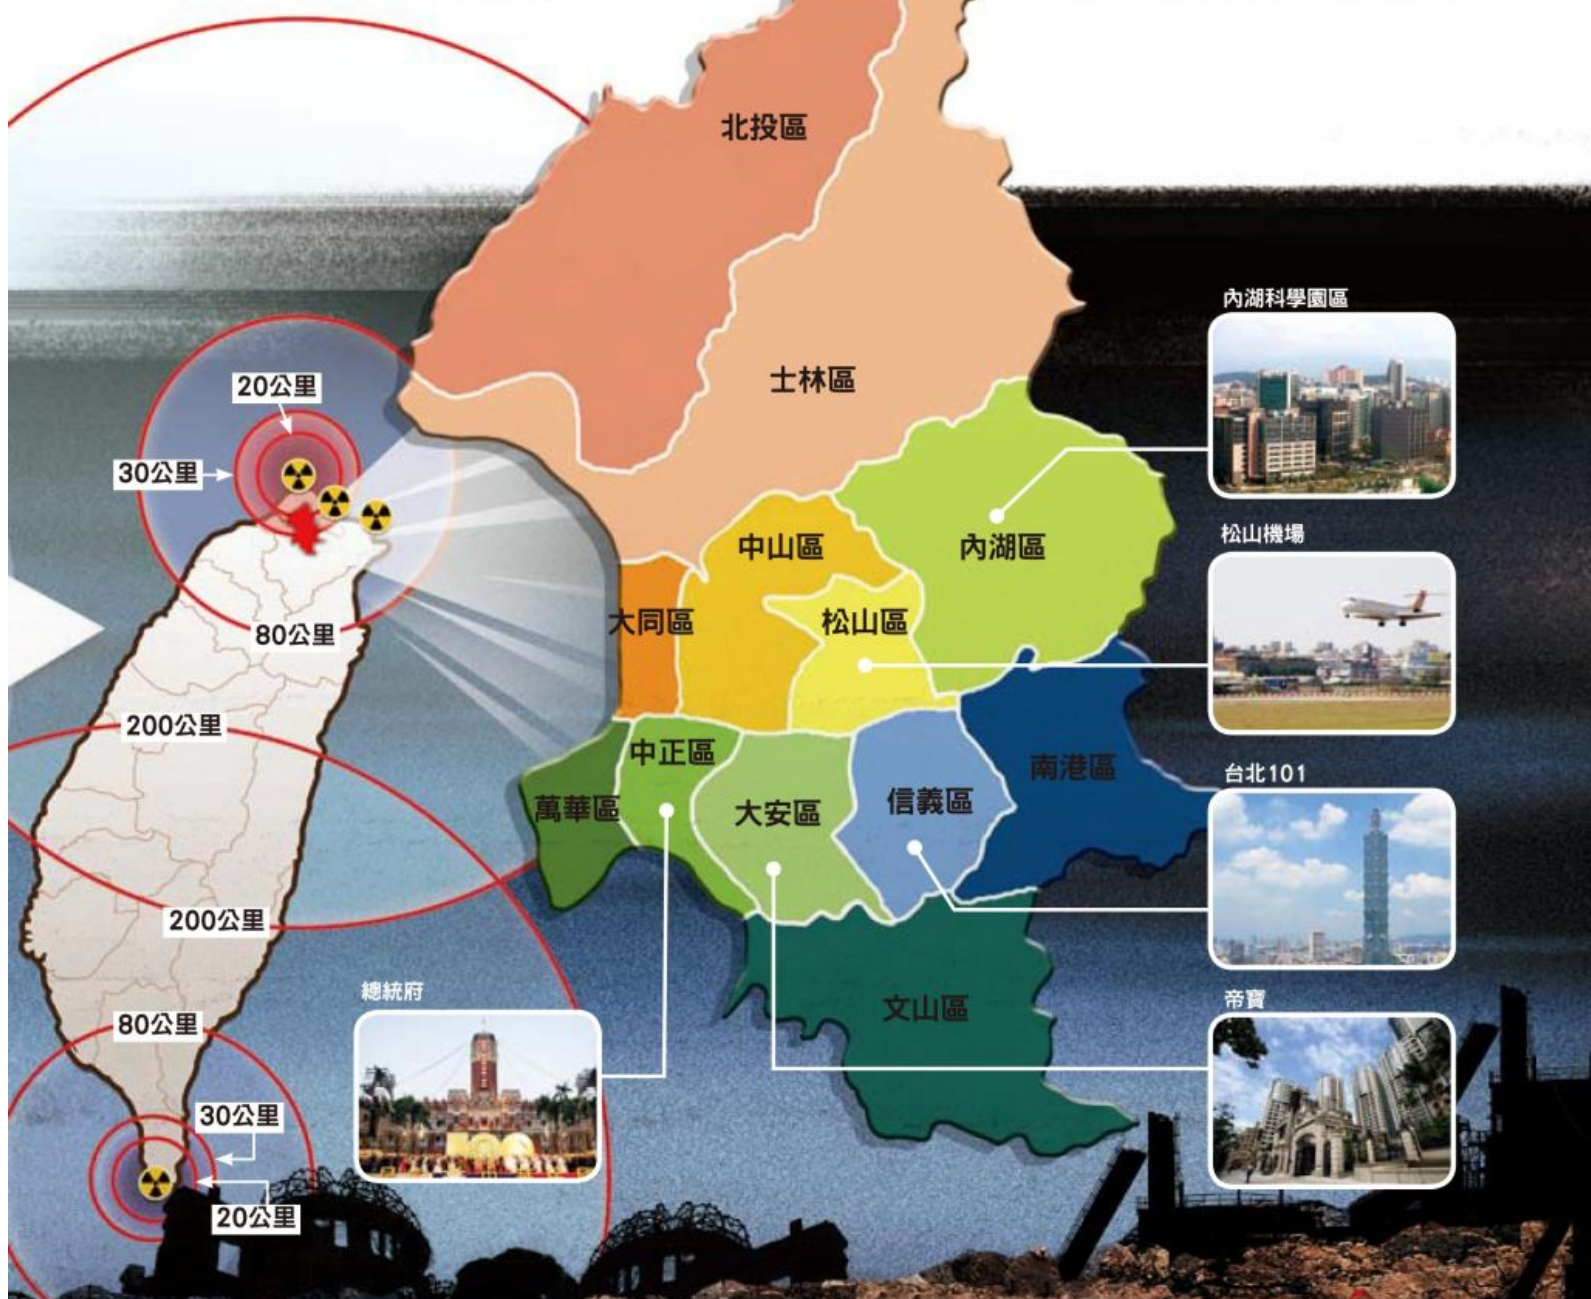 北投區
士林區
內湖科學園區
20公里
30公里
中山區
內湖區
松山機場
大同區
松山區
80公里
200公里
中正區
南港區
台北101
萬華區
大安區
信義區
200公里
總統府
文山區
帝寶
80公里
30公里
20公里